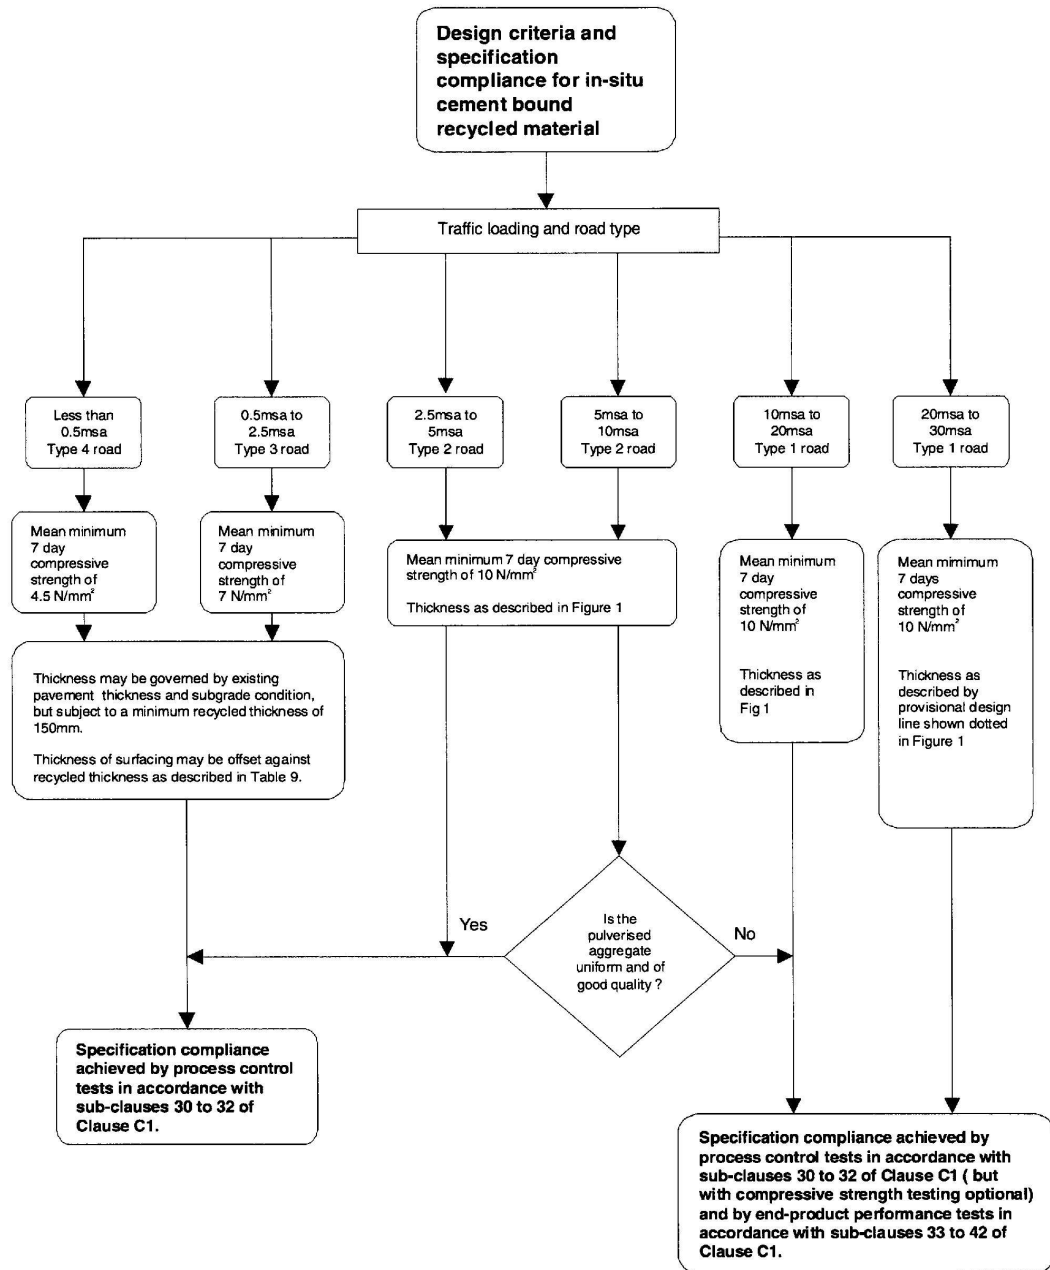 Design criteria and
specification
compliance for in-situ
cement bound
recycled material
Traffic loading and road type
Less than
0.5msa
Type 4 road
0.5msa to
2.5msa
Type 3 road
2.5msa to
5msa
Type 2 road
5msa to
10msa
Type 2 road
10msa to
20msa
Type 1 road
20msa to
30msa
Type 1 road
Mean minimum
7 day
compressive
strength of
4.5 N/mm²
Mean minimum
7 day
compressive
strength of
7 N/mm²
Mean minimum 7 day compressive
strength of 10 N/mm²
Thickness as described in Figure 1
Mean minimum
7 day
compressive
strength of
10 N/mm²
Thickness as
described in
Fig 1
Mean mimimum
7 days
compressive
strength of
10 N/mm²
Thickness as
described by
provisional design
line shown dotted
in Figure 1
Thickness may be governed by existing
pavement thickness and subgrade condition,
but subject to a minimum recycled thickness of
150mm.
Thickness of surfacing may be offset against
recycled thickness as described in Table 9.
Yes
Is the
pulverised
aggregate
uniform and of
good quality ?
No
Specification compliance
achieved by process control
tests in accordance with
sub-clauses 30 to 32 of
Clause C1.
Specification compliance achieved by
process control tests in accordance with
sub-clauses 30 to 32 of Clause C1 ( but
with compressive strength testing optional)
and by end-product performance tests in
accordance with sub-clauses 33 to 42 of
Clause C1.